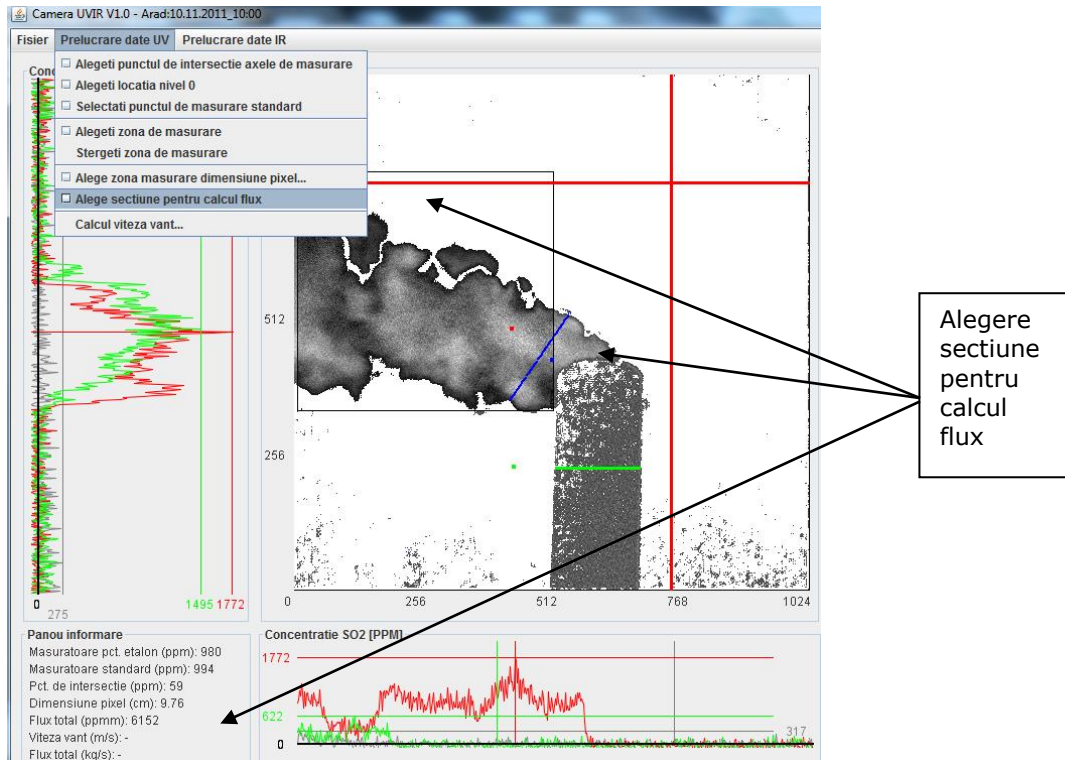 Camera UVIR V1.0 - Arad:10.11.2011_10:00
Fisier Prelucrare date UV Prelucrare date IR
Alegeti punctul de intersectie axele de masurare
Alegeti locatia nivel 0
Selectati punctul de masurare standard
Alegeti zona de masurare
Stergeti zona de masurare
Alege zona masurare dimensiune pixel...
Alege sectiune pentru calcul flux
Calcul viteza vant...
512
256
0 256 512 768 1024
0
275
1495 1772
Alegere
sectiune
pentru
calcul
flux
Panou informare
Masuratoare pct. etalon (ppm): 980
Masuratoare standard (ppm): 994
Pct. de intersectie (ppm): 59
Dimensiune pixel (cm): 9.76
Flux total (ppmm): 6152
Viteza vant (m/s): -
Flux total (kg/s): -
Concentratie SO2 [PPM]
1772
622
0
317